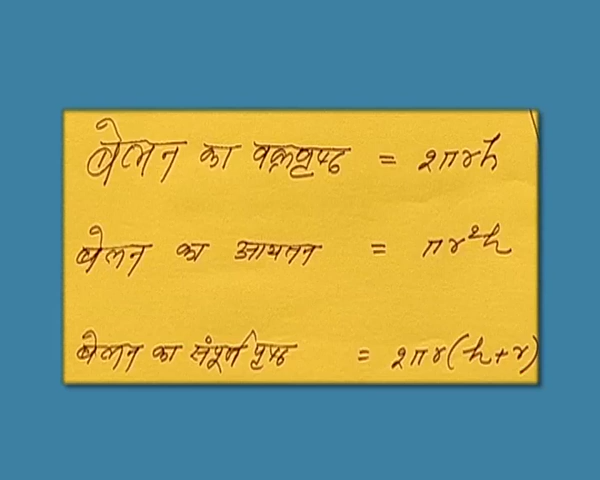 बेलन का वक्रपृष्ठ = 2πrh
बेलन का आयतन = πr²h
बेलन का संपूर्ण पृष्ठ = 2πr(h+r)